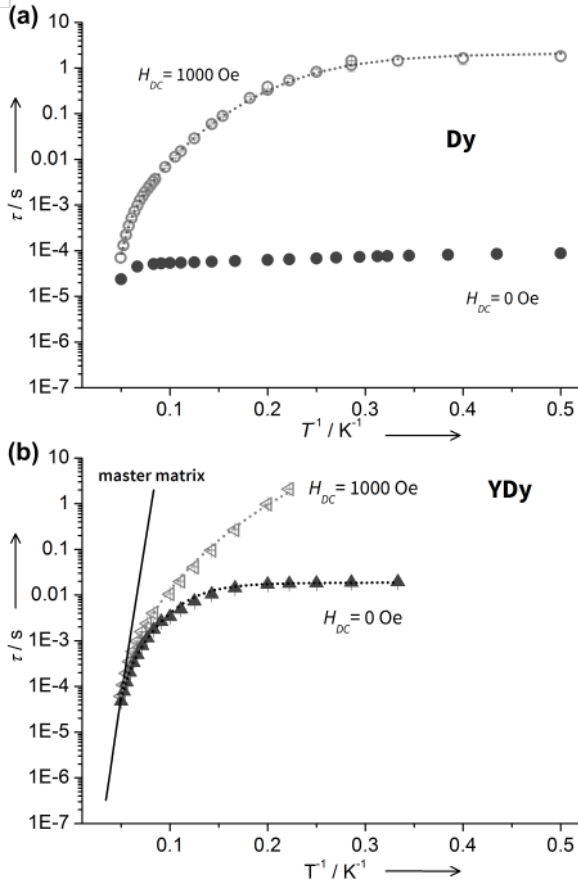 (a)
10
1
0.1
0.01
1E-3
1E-4
1E-5
1E-6
1E-7
τ / s
H_DC = 1000 Oe
Dy
H_DC = 0 Oe
0.1 0.2 0.3 0.4 0.5
T⁻¹ / K⁻¹
(b)
10
1
0.1
0.01
1E-3
1E-4
1E-5
1E-6
1E-7
τ / s
master matrix
H_DC = 1000 Oe
YDy
H_DC = 0 Oe
0.1 0.2 0.3 0.4 0.5
T⁻¹ / K⁻¹